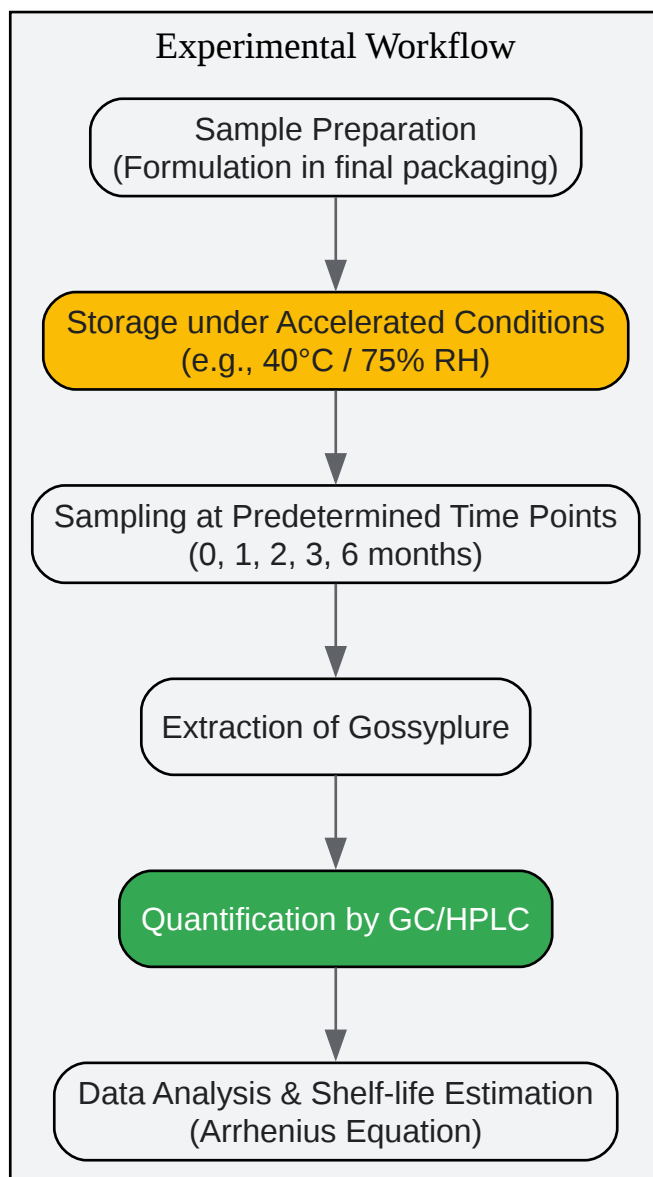 Experimental Workflow
Sample Preparation
(Formulation in final packaging)
Storage under Accelerated Conditions
(e.g., 40°C / 75% RH)
Sampling at Predetermined Time Points
(0, 1, 2, 3, 6 months)
Extraction of Gossyplure
Quantification by GC/HPLC
Data Analysis & Shelf-life Estimation
(Arrhenius Equation)